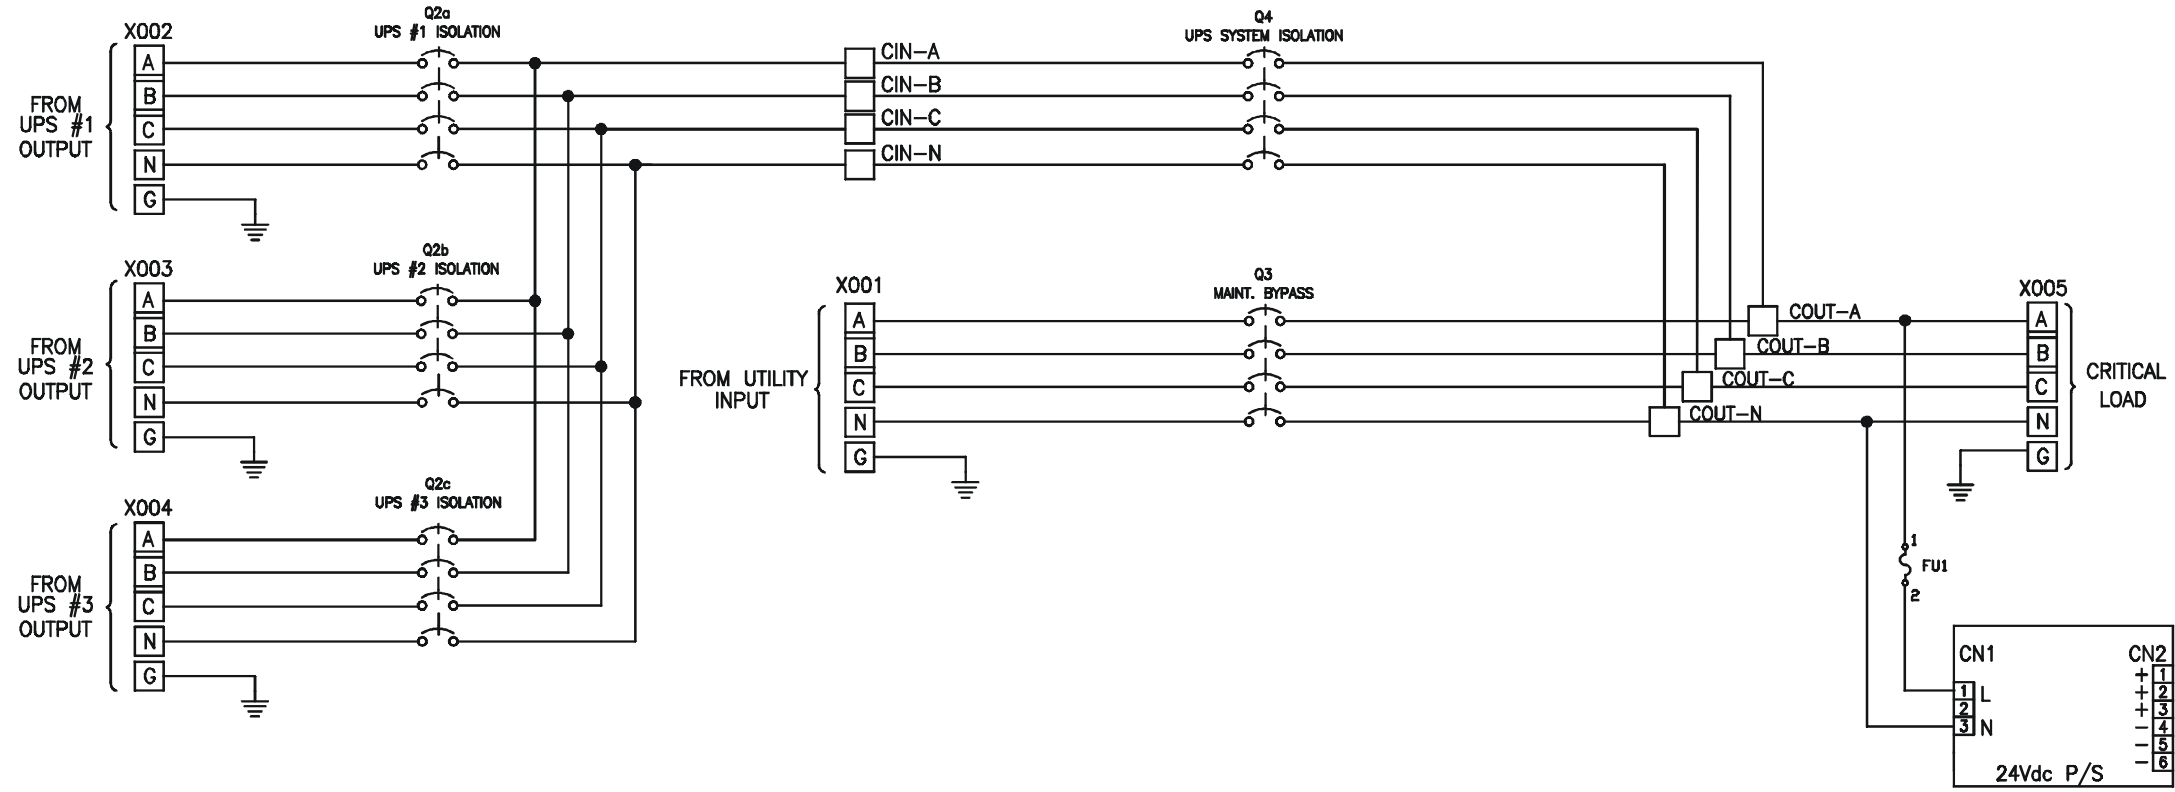 X002
A
B
C
N
G
FROM
UPS #1
OUTPUT
Q2a
UPS #1 ISOLATION
CIN-A
CIN-B
CIN-C
CIN-N
Q4
UPS SYSTEM ISOLATION
X003
A
B
C
N
G
FROM
UPS #2
OUTPUT
Q2b
UPS #2 ISOLATION
X004
A
B
C
N
G
FROM
UPS #3
OUTPUT
Q2c
UPS #3 ISOLATION
X001
A
B
C
N
G
FROM UTILITY
INPUT
Q3
MAINT. BYPASS
COUT-A
COUT-B
COUT-C
COUT-N
X005
A
B
C
N
G
CRITICAL
LOAD
1
FU1
2
CN1
1 L
2
3 N
CN2
+ 1
+ 2
+ 3
- 4
- 5
- 6
24Vdc P/S